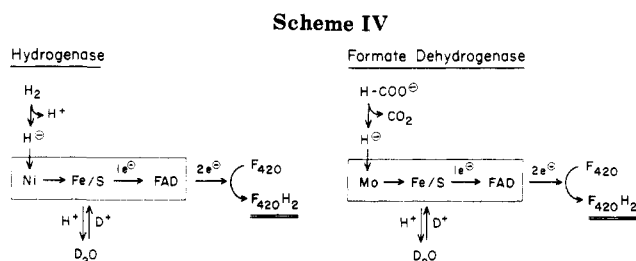 Scheme IV
Hydrogenase
H2
H+
H⊖
Ni → Fe/S 1e⊖ → FAD 2e⊖ → F420
F420H2
H+ D+
D2O
Formate Dehydrogenase
H-COO⊖
CO2
H⊖
Mo → Fe/S 1e⊖ → FAD 2e⊖ → F420
F420H2
H+ D+
D2O